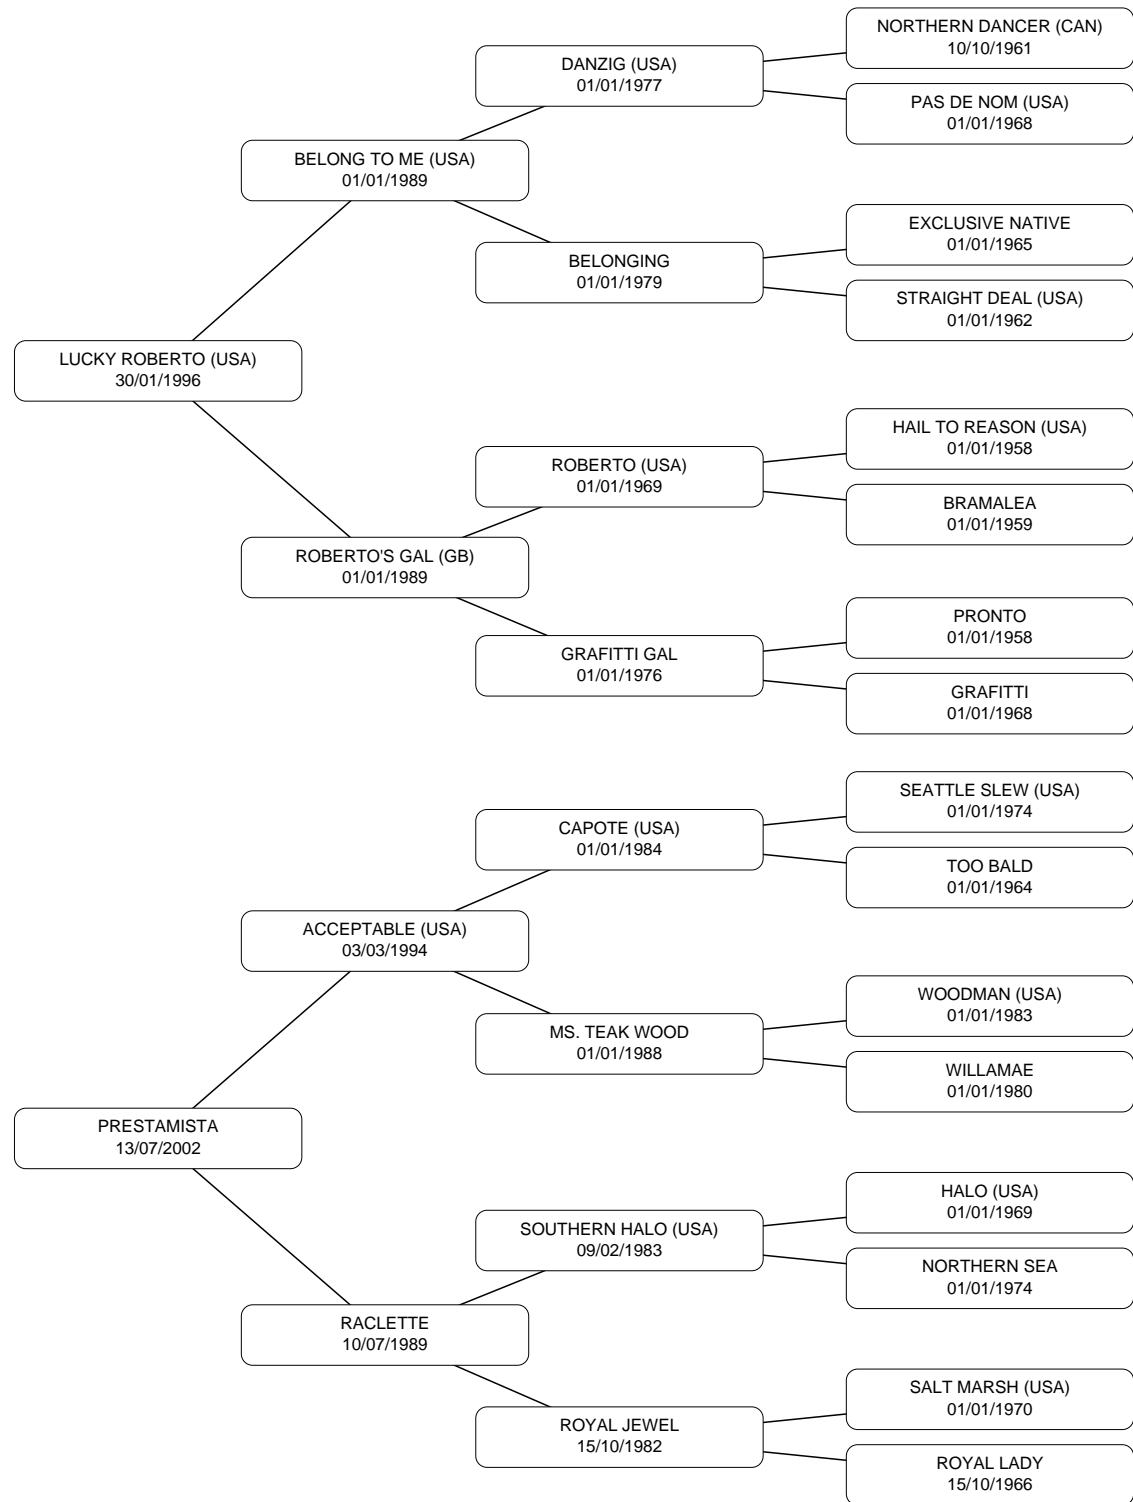 NORTHERN DANCER (CAN)
10/10/1961
DANZIG (USA)
01/01/1977
PAS DE NOM (USA)
01/01/1968
BELONG TO ME (USA)
01/01/1989
EXCLUSIVE NATIVE
01/01/1965
BELONGING
01/01/1979
STRAIGHT DEAL (USA)
01/01/1962
LUCKY ROBERTO (USA)
30/01/1996
HAIL TO REASON (USA)
01/01/1958
ROBERTO (USA)
01/01/1969
BRAMALEA
01/01/1959
ROBERTO'S GAL (GB)
01/01/1989
PRONTO
01/01/1958
GRAFITTI GAL
01/01/1976
GRAFITTI
01/01/1968
SEATTLE SLEW (USA)
01/01/1974
CAPOTE (USA)
01/01/1984
TOO BALD
01/01/1964
ACCEPTABLE (USA)
03/03/1994
WOODMAN (USA)
01/01/1983
MS. TEAK WOOD
01/01/1988
WILLAMAE
01/01/1980
PRESTAMISTA
13/07/2002
HALO (USA)
01/01/1969
SOUTHERN HALO (USA)
09/02/1983
NORTHERN SEA
01/01/1974
RACLETTE
10/07/1989
SALT MARSH (USA)
01/01/1970
ROYAL JEWEL
15/10/1982
ROYAL LADY
15/10/1966